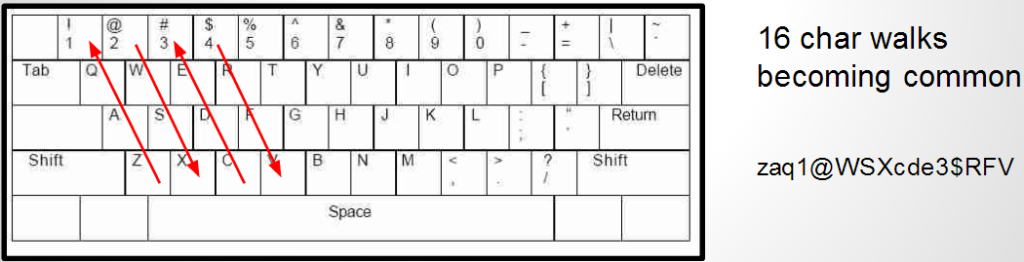 ! @ # $ % ^ & * ( ) _ + | ~
1 2 3 4 5 6 7 8 9 0 - = \ `
Tab Q W E R T Y U I O P { } Delete
[ ]
A S D F G H J K L : " Return
; '
Shift Z X C V B N M < > ? Shift
, . /
Space
16 char walks
becoming common
zaq1@WSXcde3$RFV